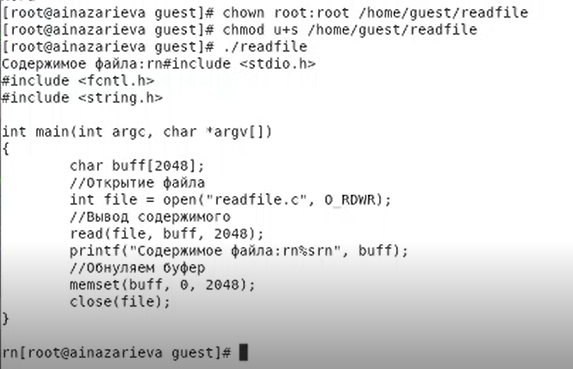 [root@ainazarieva guest]# chown root:root /home/guest/readfile
[root@ainazarieva guest]# chmod u+s /home/guest/readfile
[root@ainazarieva guest]# ./readfile
Содержимое файла:rn#include <stdio.h>
#include <fcntl.h>
#include <string.h>
int main(int argc, char *argv[])
{
char buff[2048];
//Открытие файла
int file = open("readfile.c", O_RDWR);
//Вывод содержимого
read(file, buff, 2048);
printf("Содержимое файла:rn%srn", buff);
//Обнуляем буфер
memset(buff, 0, 2048);
close(file);
}
rn[root@ainazarieva guest]#